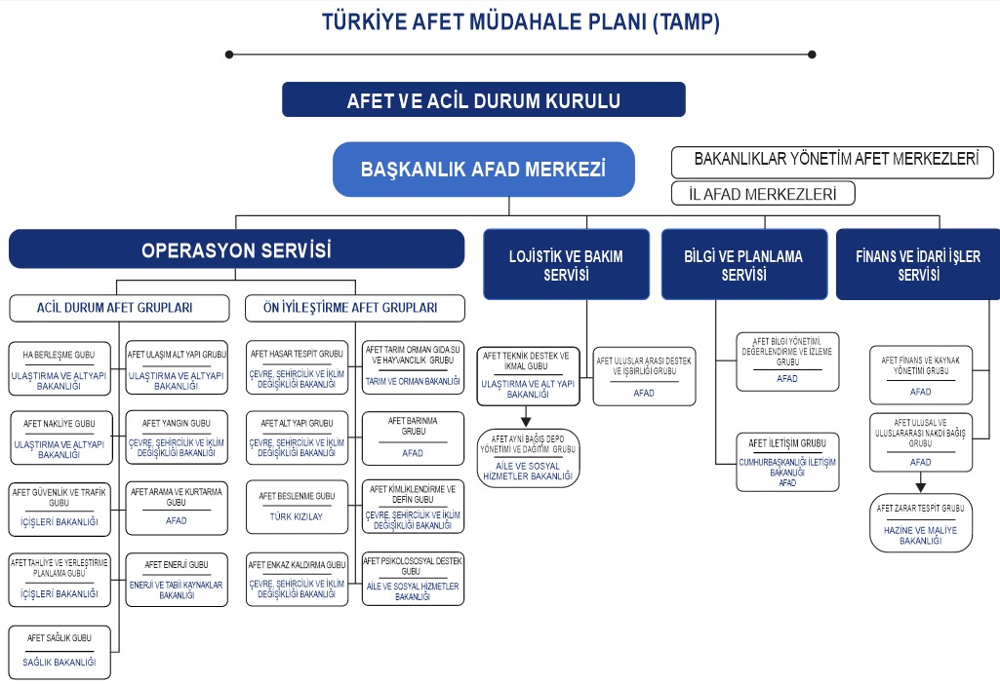 TÜRKİYE AFET MÜDAHALE PLANI (TAMP)
AFET VE ACİL DURUM KURULU
BAŞKANLIK AFAD MERKEZİ
BAKANLIKLAR YÖNETİM AFET MERKEZLERİ
İL AFAD MERKEZLERİ
OPERASYON SERVİSİ
LOJİSTİK VE BAKIM
SERVİSİ
BİLGİ VE PLANLAMA
SERVİSİ
FİNANS VE İDARİ İŞLER
SERVİSİ
ACİL DURUM AFET GRUPLARI
ÖN İYİLEŞTİRME AFET GRUPLARI
HA BERLEŞME GUBU
ULAŞTIRMA VE ALTYAPI
BAKANLIĞI
AFET ULAŞIM ALT YAPI GRUBU
ULAŞTIRMA VE ALTYAPI
BAKANLIĞI
AFET NAKLİYE GUBU
ULAŞTIRMA VE ALTYAPI
BAKANLIĞI
AFET YANGIN GUBU
ÇEVRE, ŞEHİRCİLİK VE İKLİM
DEĞİŞİKLİĞİ BAKANLIĞI
AFET GÜVENLİK VE TRAFİK
GUBU
İÇİŞLERİ BAKANLIĞI
AFET ARAMA VE KURTARMA
GUBU
AFAD
AFET TAHLİYE VE YERLEŞTİRME
PLANLAMA GUBU
İÇİŞLERİ BAKANLIĞI
AFET ENERJİ GUBU
ENERJİ VE TABİİ KAYNAKLAR
BAKANLIĞI
AFET SAĞLIK GUBU
SAĞLIK BAKANLIĞI
AFET HASAR TESPİT GRUBU
ÇEVRE, ŞEHİRCİLİK VE İKLİM
DEĞİŞİKLİĞİ BAKANLIĞI
AFET TARIM ORMAN GIDA SU
VE HAYVANCILIK GRUBU
TARIM VE ORMAN BAKANLIĞI
AFET ALT YAPI GRUBU
ÇEVRE, ŞEHİRCİLİK VE İKLİM
DEĞİŞİKLİĞİ BAKANLIĞI
AFET BARINMA
GRUBU
AFAD
AFET BESLENME GUBU
TÜRK KIZILAY
AFET KİMLİKLENDİRME VE
DEFİN GUBU
ÇEVRE, ŞEHİRCİLİK VE İKLİM
DEĞİŞİKLİĞİ BAKANLIĞI
AFET ENKAZ KALDIRMA GUBU
ÇEVRE, ŞEHİRCİLİK VE İKLİM
DEĞİŞİKLİĞİ BAKANLIĞI
AFET PSİKOLOSOSYAL DESTEK
GUBU
AİLE VE SOSYAL HİZMETLER
BAKANLIĞI
AFET TEKNİK DESTEK VE
İKMAL GUBU
ULAŞTIRMA VE ALT YAPI
BAKANLIĞI
AFET ULUSLAR ARASI DESTEK
VE İŞBİRLİĞİ GRUBU
AFAD
AFET AYNİ BAĞIŞ DEPO
YÖNETİMİ VE DAĞITIM GRUBU
AİLE VE SOSYAL
HİZMETLER BAKANLIĞI
AFET BİLGİ YÖNETİMİ,
DEĞERLENDİRME VE İZLEME
GRUBU
AFAD
AFET İLETİŞİM GRUBU
CUMHURBAŞKANLIĞI İLETİŞİM
BAKANLIĞI
AFAD
AFET FİNANS VE KAYNAK
YÖNETİMİ GRUBU
AFAD
AFET ULUSAL VE
ULUSLARARASI NAKDİ BAĞIŞ
GRUBU
AFAD
AFET ZARAR TESPİT GRUBU
HAZİNE VE MALİYE
BAKANLIĞI